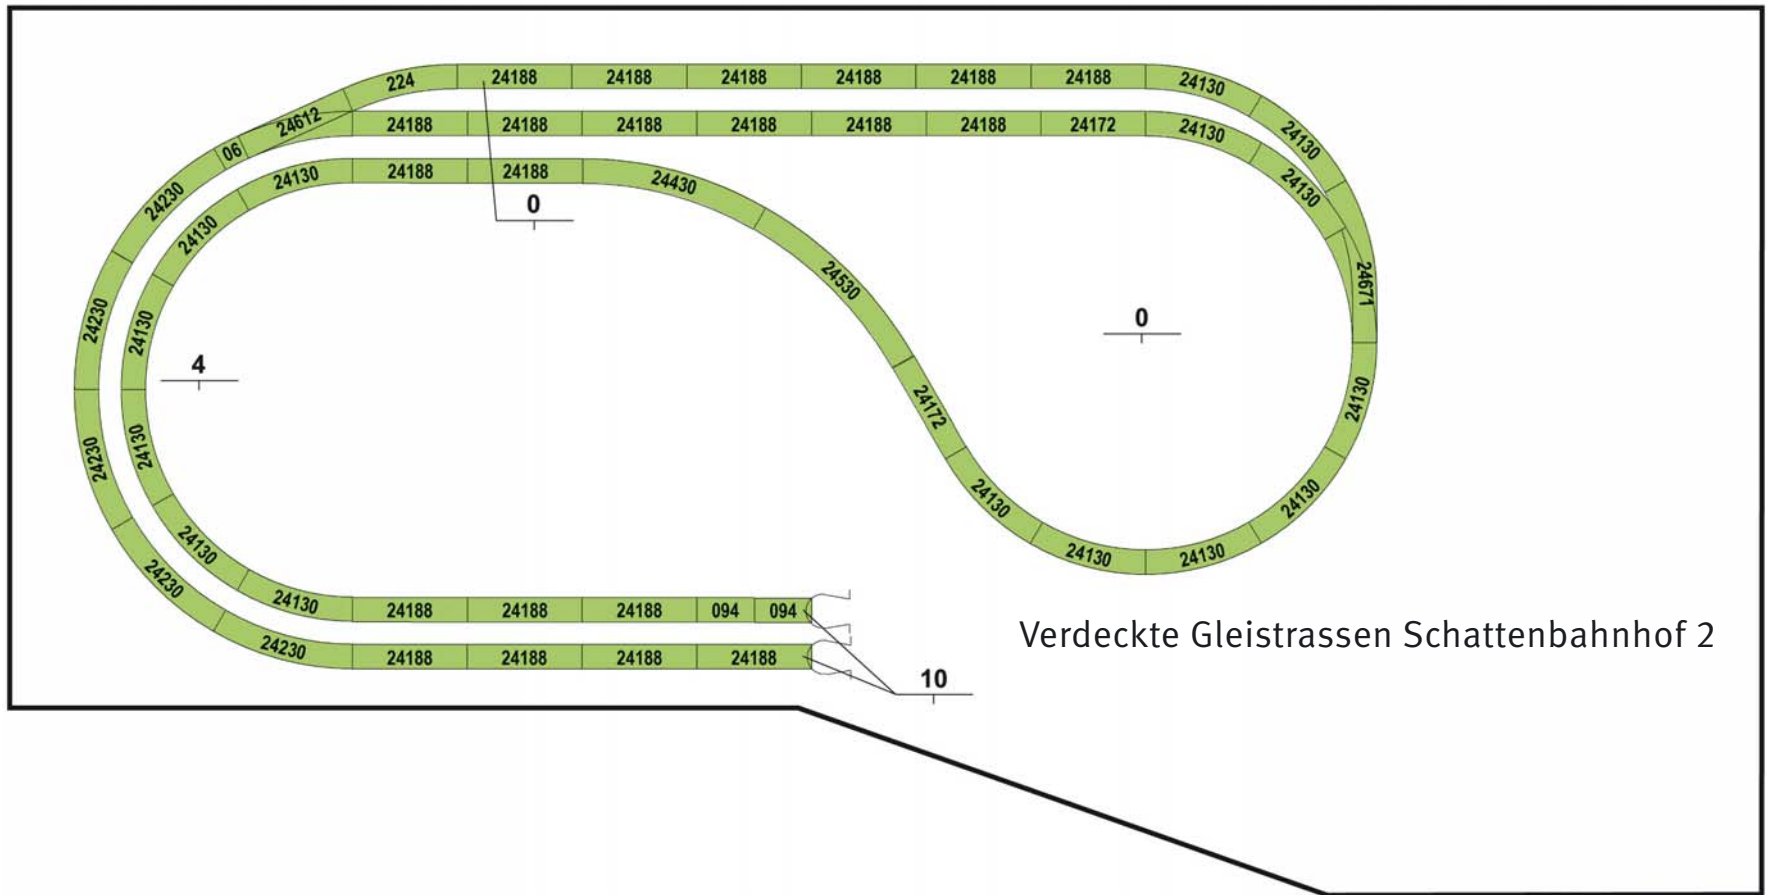 224 24188 24188 24188 24188 24188 24188 24130
24612 24188 24188 24188 24188 24188 24188 24172 24130 24130
06 24130
24130 24188 24188 24430
24230 24130 0
24530 24671
24230 24130 0
4
24172 24130
24230 24130
24130 24130
24130 24130 24130
24230 24130 24188 24188 24188 094 094
Verdeckte Gleistrassen Schattenbahnhof 2
24230 24188 24188 24188 24188
10